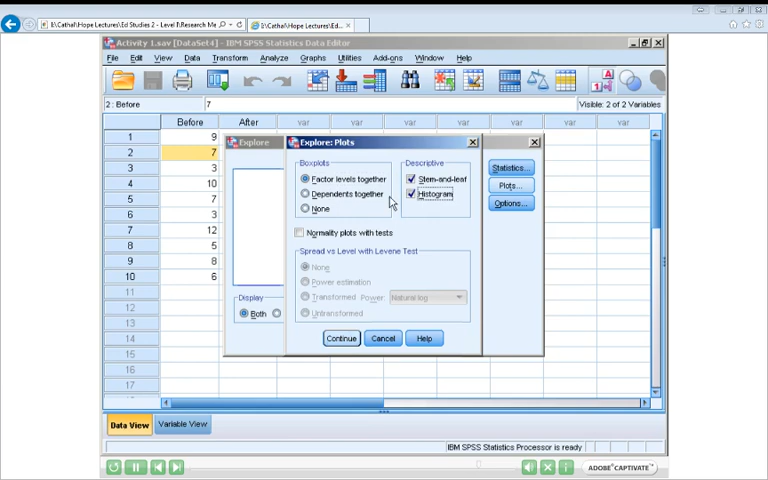 E:\Cathal\Hope Lectures\Ed Studies 2 - Level I\Research Me
E:\Cathal\Hope Lectures\Ed...
Activity 1.sav [DataSet4] - IBM SPSS Statistics Data Editor
File Edit View Data Transform Analyze Graphs Utilities Add-ons Window Help
2 : Before 7 Visible: 2 of 2 Variables
Before After var var var var var var
1 9
2 7
3 3
4 10
5 7
6 3
7 12
8 5
9 8
10 6
11
12
13
14
15
16
17
Explore
Display
Both
Statistics...
Plots...
Options...
Explore: Plots
Boxplots
Factor levels together
Dependents together
None
Descriptive
Stem-and-leaf
Histogram
Normality plots with tests
Spread vs Level with Levene Test
None
Power estimation
Transformed Power: Natural log
Untransformed
Continue Cancel Help
Data View Variable View
IBM SPSS Statistics Processor is ready
ADOBE® CAPTIVATE™